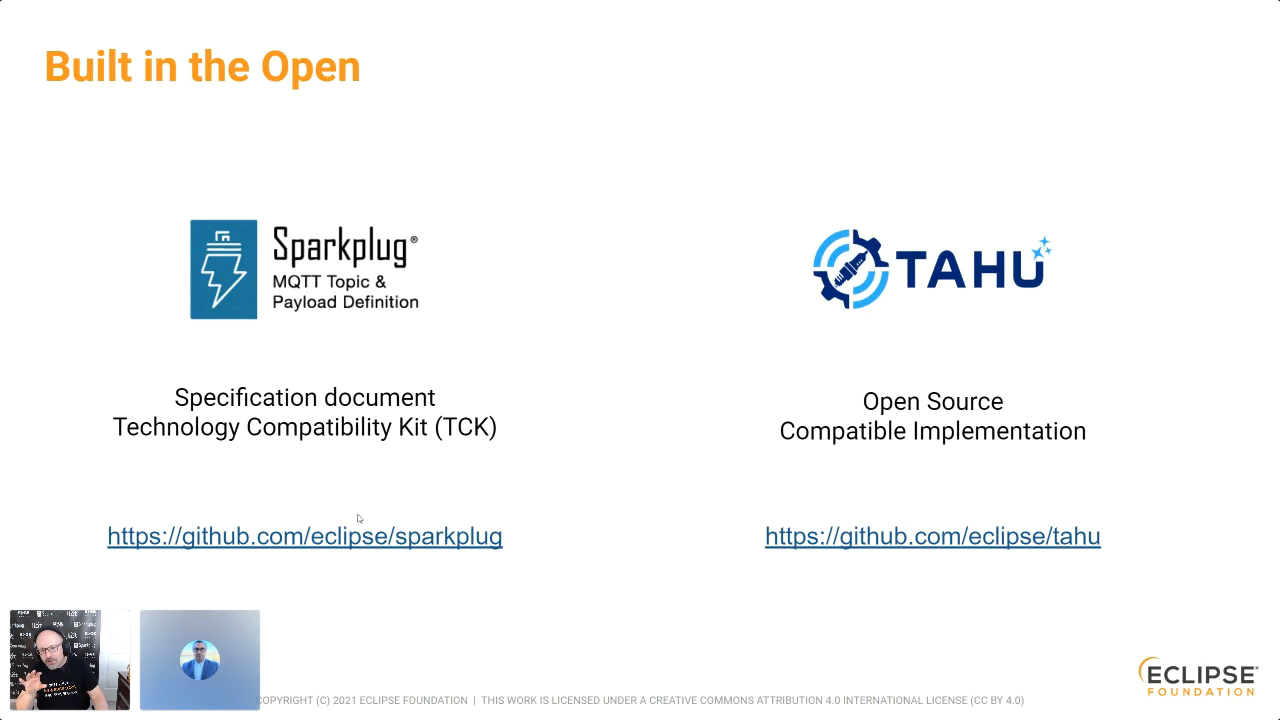 Built in the Open
Sparkplug®
MQTT Topic &
Payload Definition
TAHU
Specification document
Technology Compatibility Kit (TCK)
Open Source
Compatible Implementation
https://github.com/eclipse/sparkplug
https://github.com/eclipse/tahu
COPYRIGHT (C) 2021 ECLIPSE FOUNDATION | THIS WORK IS LICENSED UNDER A CREATIVE COMMONS ATTRIBUTION 4.0 INTERNATIONAL LICENSE (CC BY 4.0)
ECLIPSE®
FOUNDATION